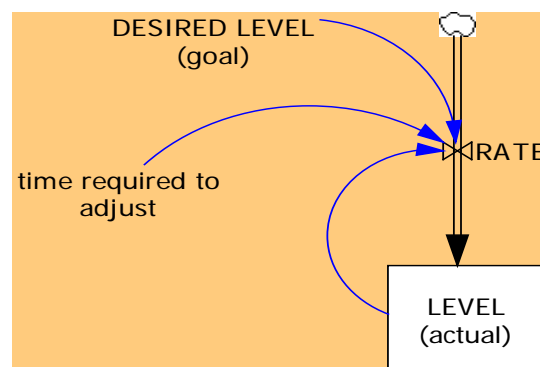 DESIRED LEVEL
(goal)
RATE
time required to
adjust
LEVEL
(actual)